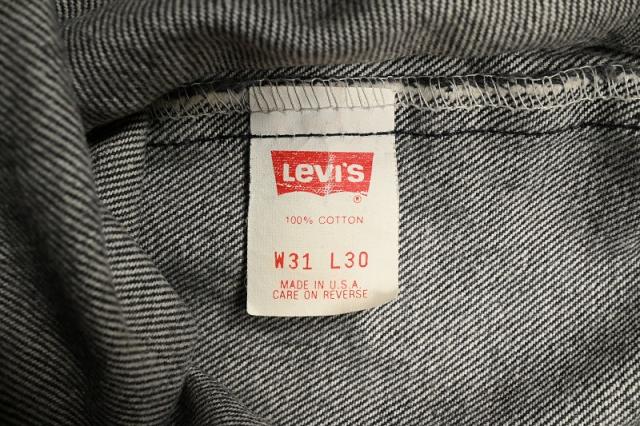 Levi's
®
100% COTTON
W31 L30
MADE IN U.S.A.
CARE ON REVERSE